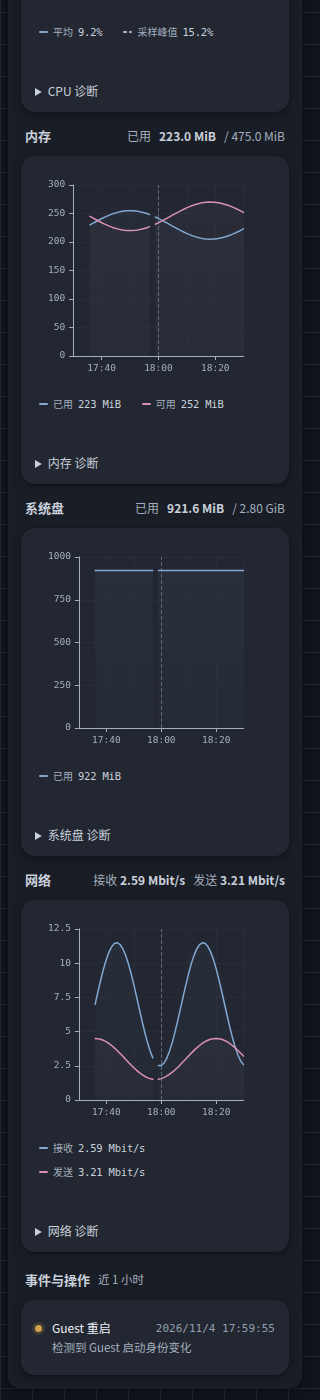 平均 9.2% 采样峰值 15.2%
▶ CPU 诊断
内存 已用 223.0 MiB / 475.0 MiB
300
250
200
150
100
50
0
17:40 18:00 18:20
已用 223 MiB 可用 252 MiB
▶ 内存 诊断
系统盘 已用 921.6 MiB / 2.80 GiB
1000
750
500
250
0
17:40 18:00 18:20
已用 922 MiB
▶ 系统盘 诊断
网络 接收 2.59 Mbit/s 发送 3.21 Mbit/s
12.5
10
7.5
5
2.5
0
17:40 18:00 18:20
接收 2.59 Mbit/s
发送 3.21 Mbit/s
▶ 网络 诊断
事件与操作 近 1 小时
Guest 重启 2026/11/4 17:59:55
检测到 Guest 启动身份变化